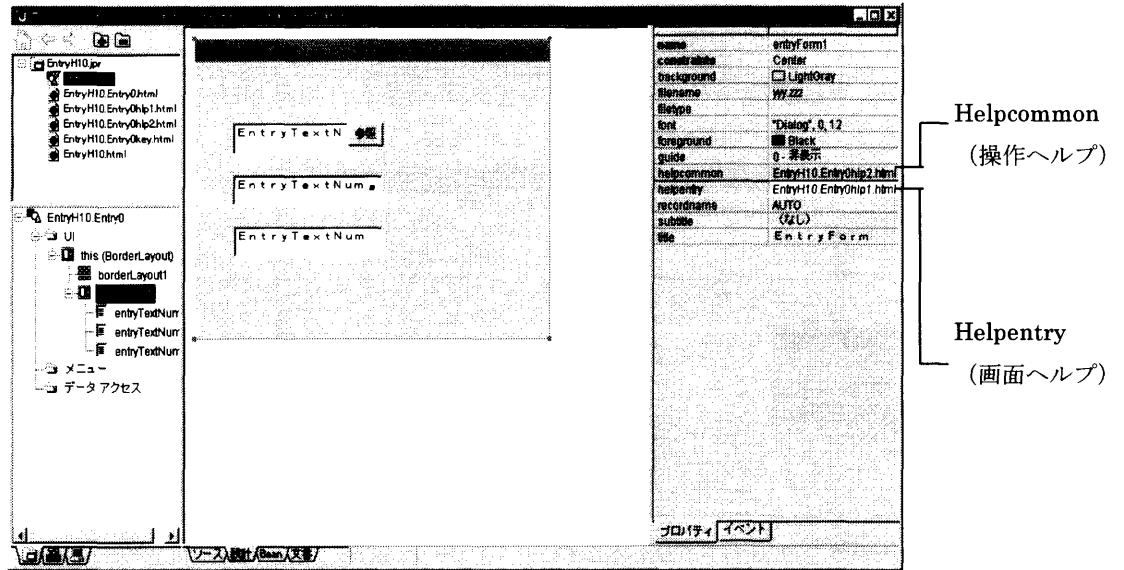 EntryH10.jpr
EntryH10.Entry0.html
EntryH10.Entry0hlp1.html
EntryH10.Entry0hlp2.html
EntryH10.Entry0key.html
EntryH10.html
EntryH10.Entry0
UI
this (BorderLayout)
borderLayout1
entryTextNum
entryTextNum
entryTextNum
メニュー
データ アクセス
EntryTextN 参照
EntryTextNum
EntryTextNum
ソース 設計 Bean 文書
name entryForm1
constraints Center
background LightGray
filename yyy.zzz
filetype
font "Dialog", 0, 12
foreground Black
guide 0 - 非表示
helpcommon EntryH10.Entry0hlp2.html
helpentry EntryH10.Entry0hlp1.html
recordname AUTO
subtitle （なし）
title EntryForm
プロパティ イベント
Helpcommon
（操作ヘルプ）
Helpentry
（画面ヘルプ）